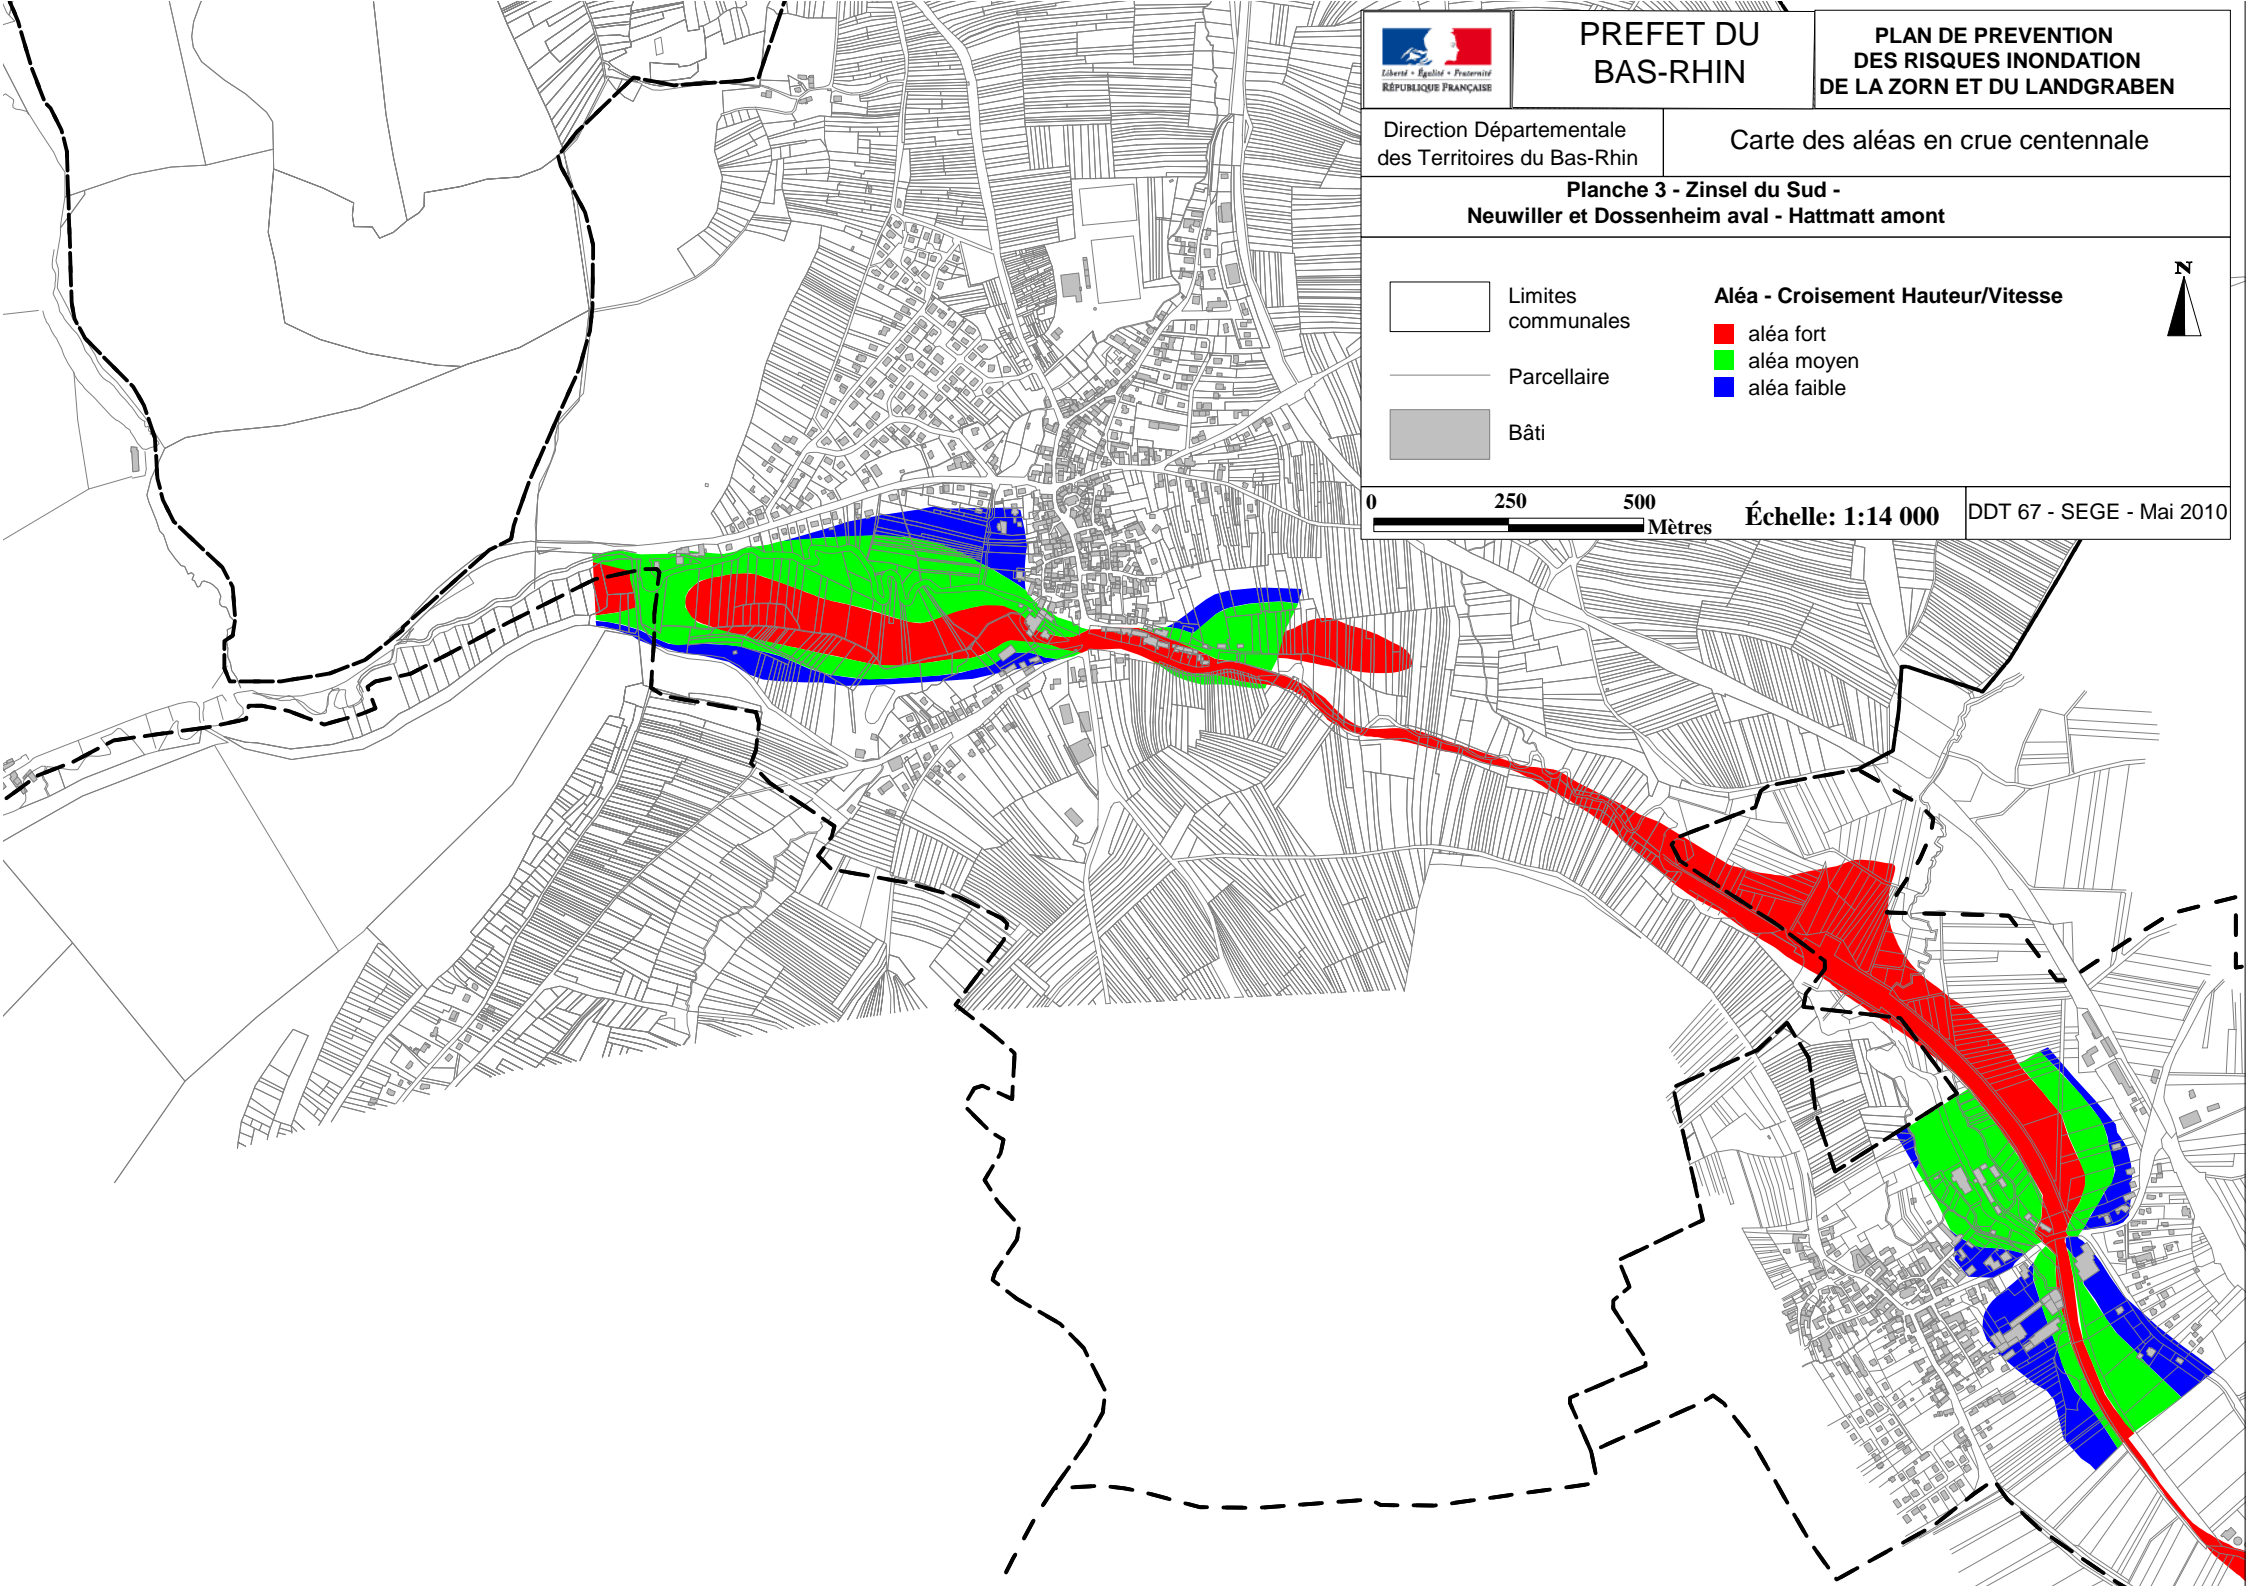 Liberté • Égalité • Fraternité
RÉPUBLIQUE FRANÇAISE
PREFET DU
BAS-RHIN
PLAN DE PREVENTION
DES RISQUES INONDATION
DE LA ZORN ET DU LANDGRABEN
Direction Départementale
des Territoires du Bas-Rhin
Carte des aléas en crue centennale
Planche 3 - Zinsel du Sud -
Neuwiller et Dossenheim aval - Hattmatt amont
Limites
communales
Parcellaire
Bâti
Aléa - Croisement Hauteur/Vitesse
aléa fort
aléa moyen
aléa faible
N
0 250 500
Mètres
Échelle: 1:14 000
DDT 67 - SEGE - Mai 2010